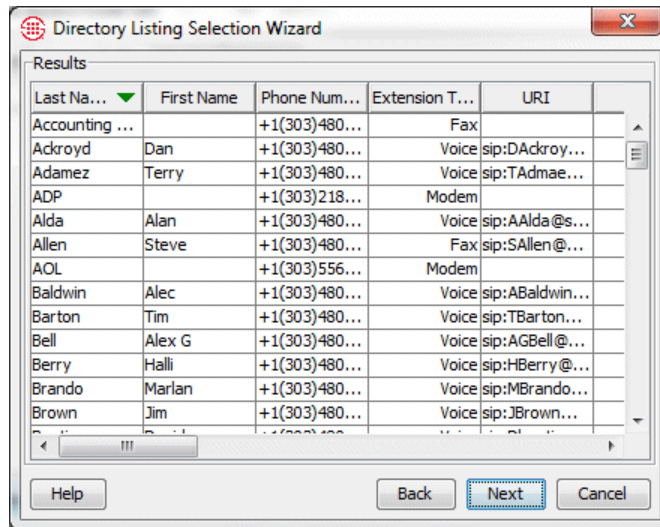 Directory Listing Selection Wizard
Results
Last Na... First Name Phone Num... Extension T... URI
Accounting ... +1(303)480... Fax
Ackroyd Dan +1(303)480... Voice sip:DAckroy...
Adamez Terry +1(303)480... Voice sip:TAdmae...
ADP +1(303)218... Modem
Alda Alan +1(303)480... Voice sip:AAlda@s...
Allen Steve +1(303)480... Fax sip:SAllen@...
AOL +1(303)556... Modem
Baldwin Alec +1(303)480... Voice sip:ABaldwin...
Barton Tim +1(303)480... Voice sip:TBarton...
Bell Alex G +1(303)480... Voice sip:AGBell@...
Berry Halli +1(303)480... Voice sip:HBerry@...
Brando Marlan +1(303)480... Voice sip:MBrando...
Brown Jim +1(303)480... Voice sip:JBrown...
Help Back Next Cancel